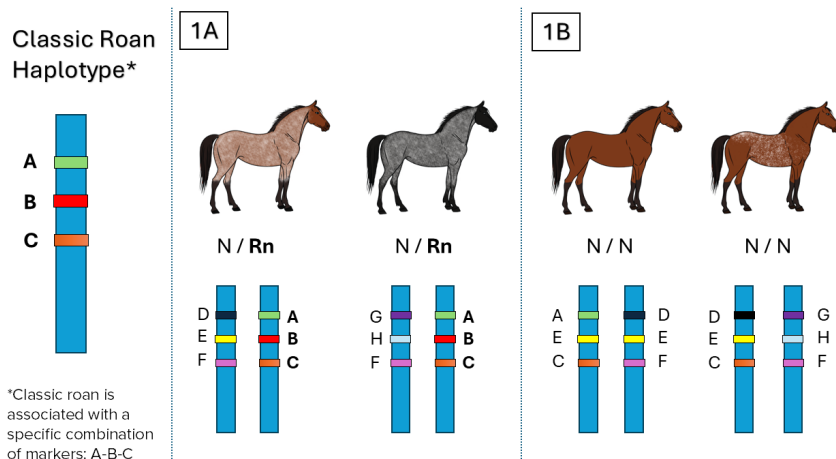 Classic Roan
Haplotype*
A
B
C
*Classic roan is
associated with a
specific combination
of markers: A-B-C
1A
N / Rn
D
E
F
A
B
C
N / Rn
G
H
F
A
B
C
1B
N / N
A
E
C
D
E
F
N / N
D
E
C
G
H
F